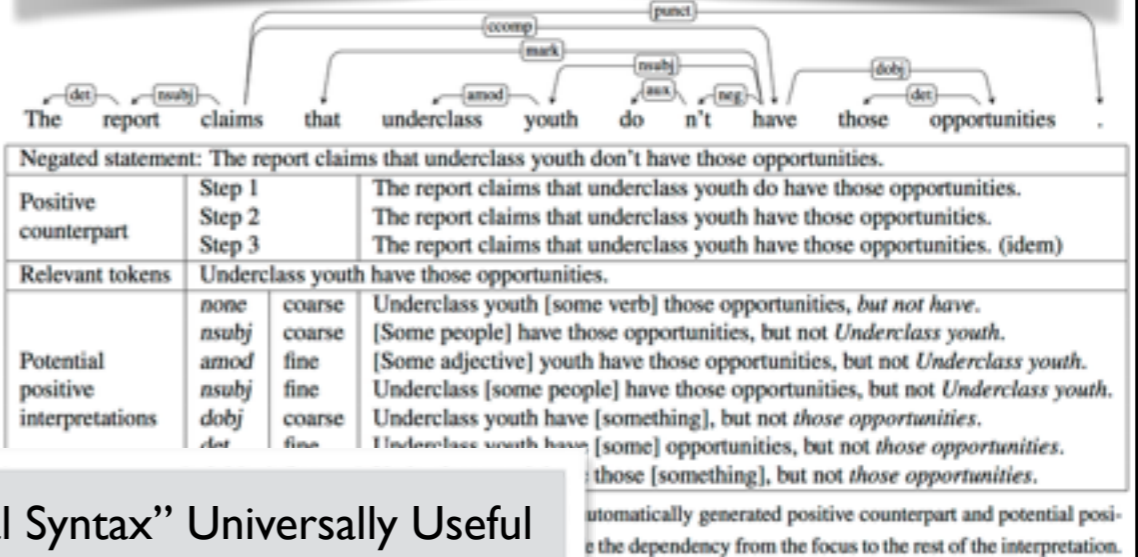 punct
ccomp
mark
nsubj dobj
det nsubj amod aux neg det
The report claims that underclass youth do n't have those opportunities .
Negated statement: The report claims that underclass youth don't have those opportunities.
Positive counterpart Step 1 The report claims that underclass youth do have those opportunities.
Step 2 The report claims that underclass youth have those opportunities.
Step 3 The report claims that underclass youth have those opportunities. (idem)
Relevant tokens Underclass youth have those opportunities.
none coarse Underclass youth [some verb] those opportunities, but not have.
nsubj coarse [Some people] have those opportunities, but not Underclass youth.
Potential amod fine [Some adjective] youth have those opportunities, but not Underclass youth.
positive nsubj fine Underclass [some people] have those opportunities, but not Underclass youth.
interpretations dobj coarse Underclass youth have [something], but not those opportunities.
det fine Underclass youth have [some] opportunities, but not those opportunities.
those [something], but not those opportunities.
l Syntax” Universally Useful
utomatically generated positive counterpart and potential posi-
e the dependency from the focus to the rest of the interpretation.